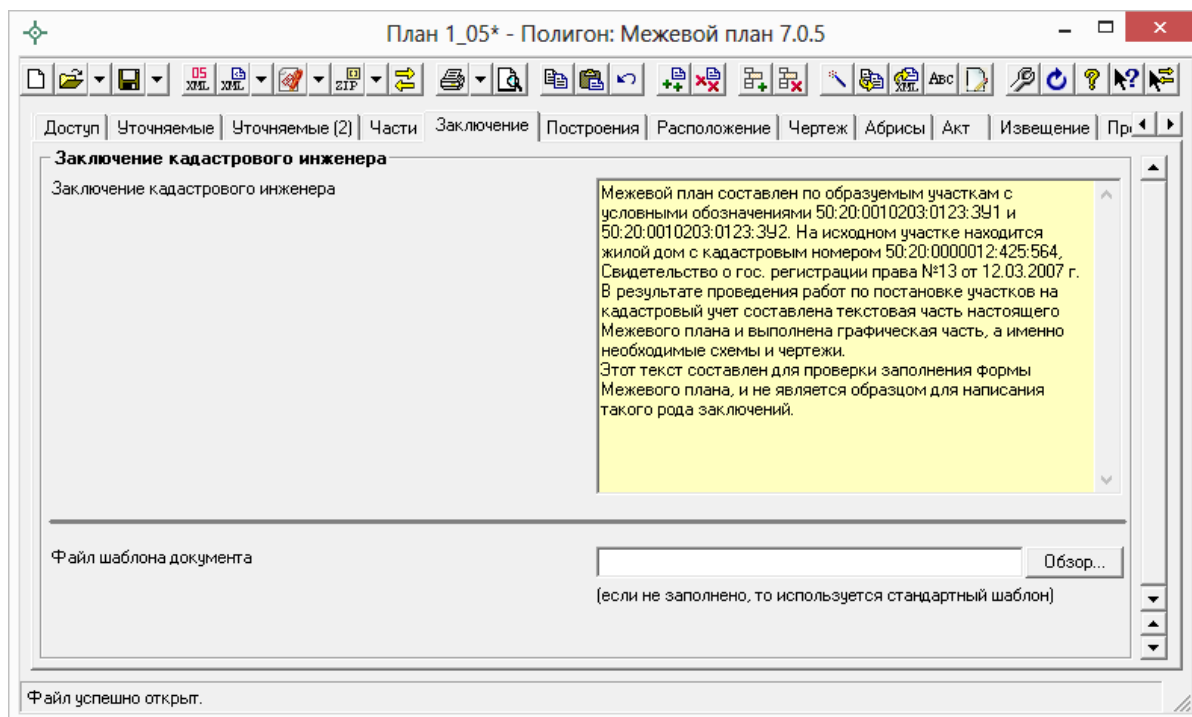 План 1_05* - Полигон: Межевой план 7.0.5
05 XML XML ZIP XML ABC
Доступ Уточняемые Уточняемые (2) Части Заключение Построения Расположение Чертеж Абрисы Акт Извещение
Заключение кадастрового инженера
Заключение кадастрового инженера
Межевой план составлен по образуемым участкам с
условными обозначениями 50:20:0010203:0123:ЗУ1 и
50:20:0010203:0123:ЗУ2. На исходном участке находится
жилой дом с кадастровым номером 50:20:0000012:425:564,
Свидетельство о гос. регистрации права №13 от 12.03.2007 г.
В результате проведения работ по постановке участков на
кадастровый учет составлена текстовая часть настоящего
Межевого плана и выполнена графическая часть, а именно
необходимые схемы и чертежи.
Этот текст составлен для проверки заполнения формы
Межевого плана, и не является образцом для написания
такого рода заключений.
Файл шаблона документа
Обзор...
(если не заполнено, то используется стандартный шаблон)
Файл успешно открыт.